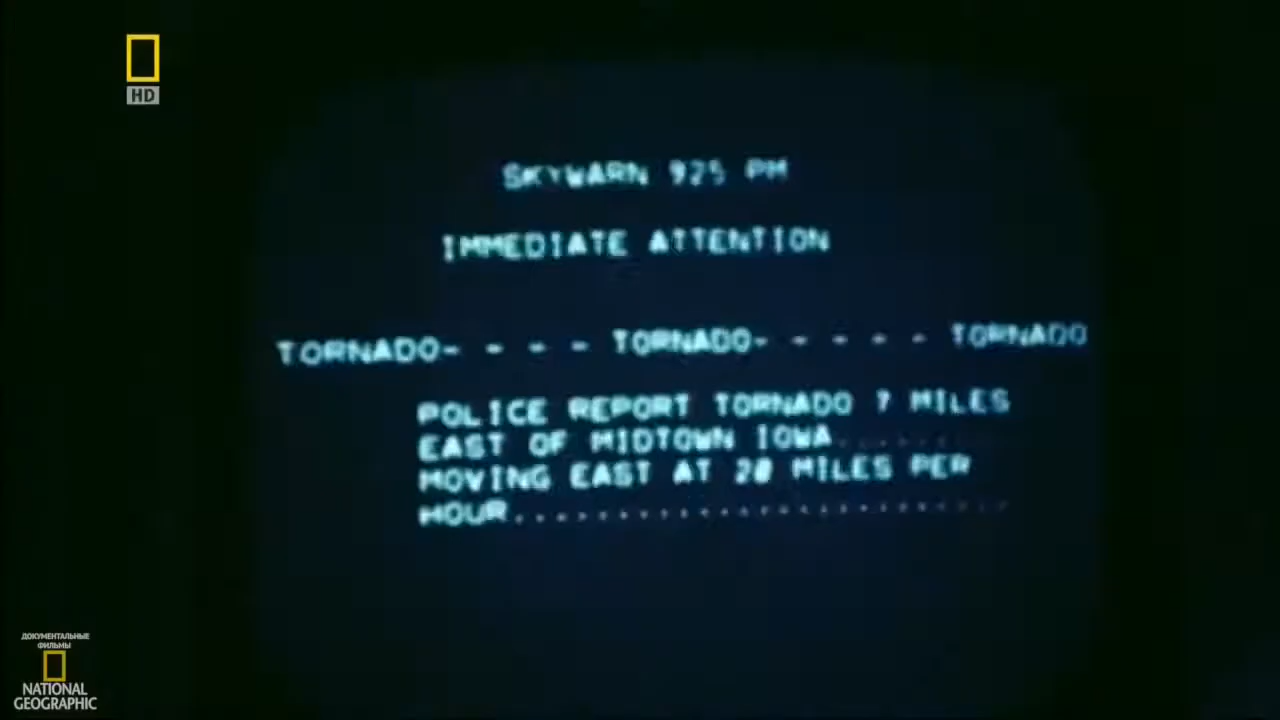 HD
SKYWARN 925 PM
IMMEDIATE ATTENTION
TORNADO- - - - TORNADO- - - - - TORNADO
POLICE REPORT TORNADO 7 MILES
EAST OF MIDTOWN IOWA.........
MOVING EAST AT 20 MILES PER
HOUR........................
ДОКУМЕНТАЛЬНЫЕ
ФИЛЬМЫ
NATIONAL
GEOGRAPHIC